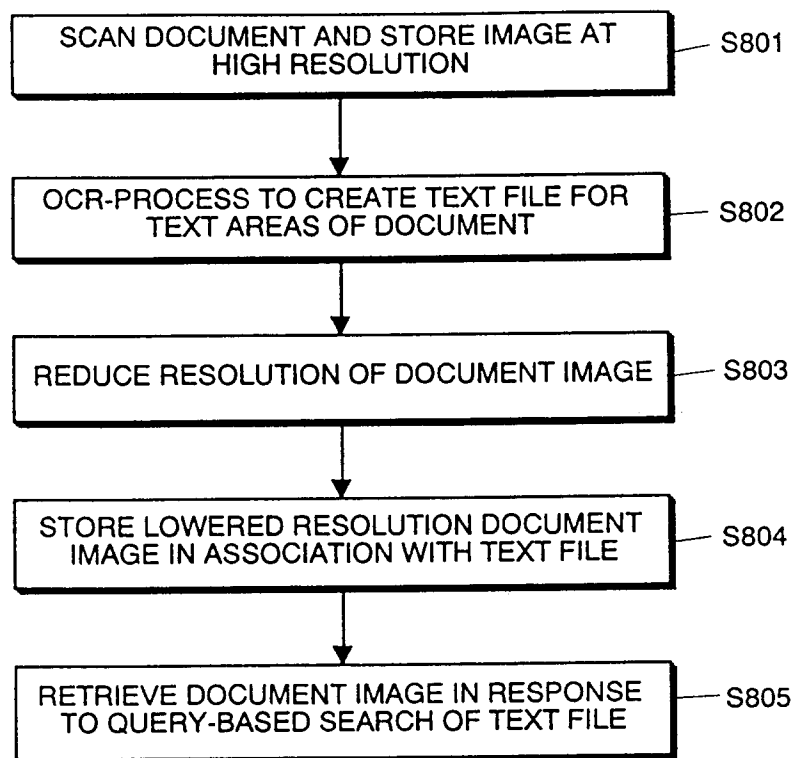 SCAN DOCUMENT AND STORE IMAGE AT
HIGH RESOLUTION
S801
OCR-PROCESS TO CREATE TEXT FILE FOR
TEXT AREAS OF DOCUMENT
S802
REDUCE RESOLUTION OF DOCUMENT IMAGE
S803
STORE LOWERED RESOLUTION DOCUMENT
IMAGE IN ASSOCIATION WITH TEXT FILE
S804
RETRIEVE DOCUMENT IMAGE IN RESPONSE
TO QUERY-BASED SEARCH OF TEXT FILE
S805